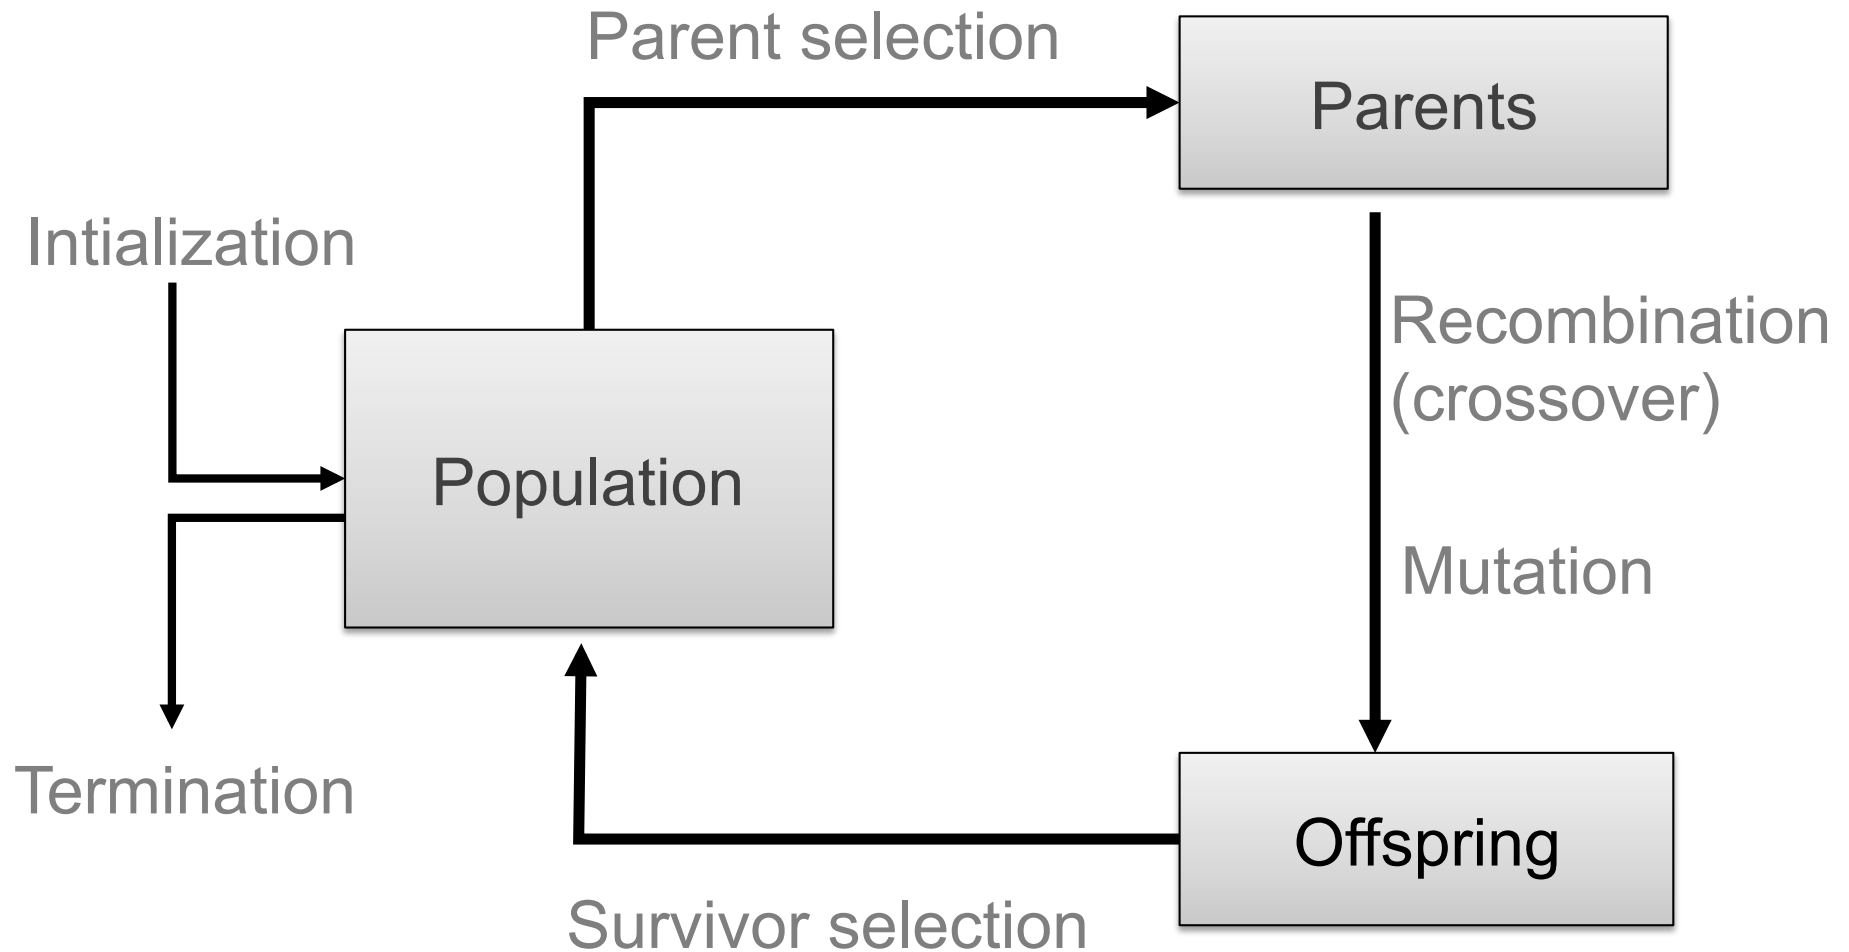 Parent selection
Parents
Intialization
Recombination
(crossover)
Population
Mutation
Termination
Offspring
Survivor selection